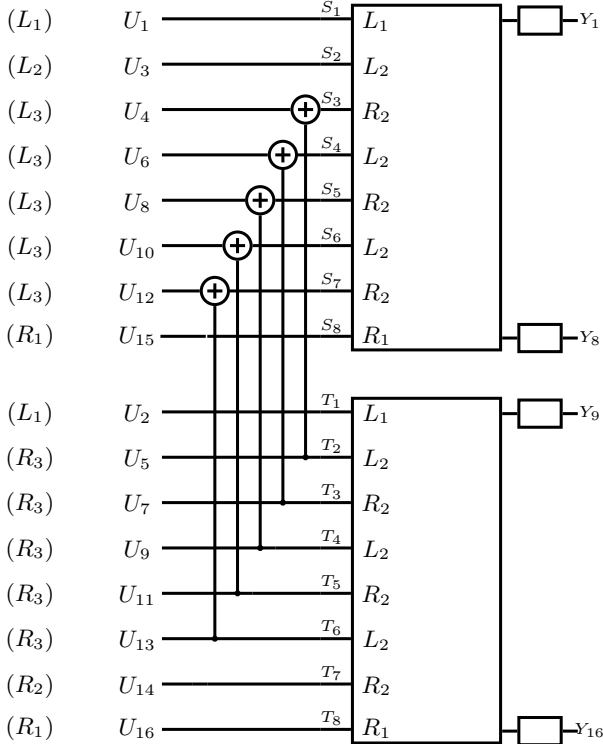 (L₁) U₁ S₁ L₁ Y₁
(L₂) U₃ S₂ L₂
(L₃) U₄ S₃ R₂
(L₃) U₆ S₄ L₂
(L₃) U₈ S₅ R₂
(L₃) U₁₀ S₆ L₂
(L₃) U₁₂ S₇ R₂
(R₁) U₁₅ S₈ R₁ Y₈
(L₁) U₂ T₁ L₁ Y₉
(R₃) U₅ T₂ L₂
(R₃) U₇ T₃ R₂
(R₃) U₉ T₄ L₂
(R₃) U₁₁ T₅ R₂
(R₃) U₁₃ T₆ L₂
(R₂) U₁₄ T₇ R₂
(R₁) U₁₆ T₈ R₁ Y₁₆